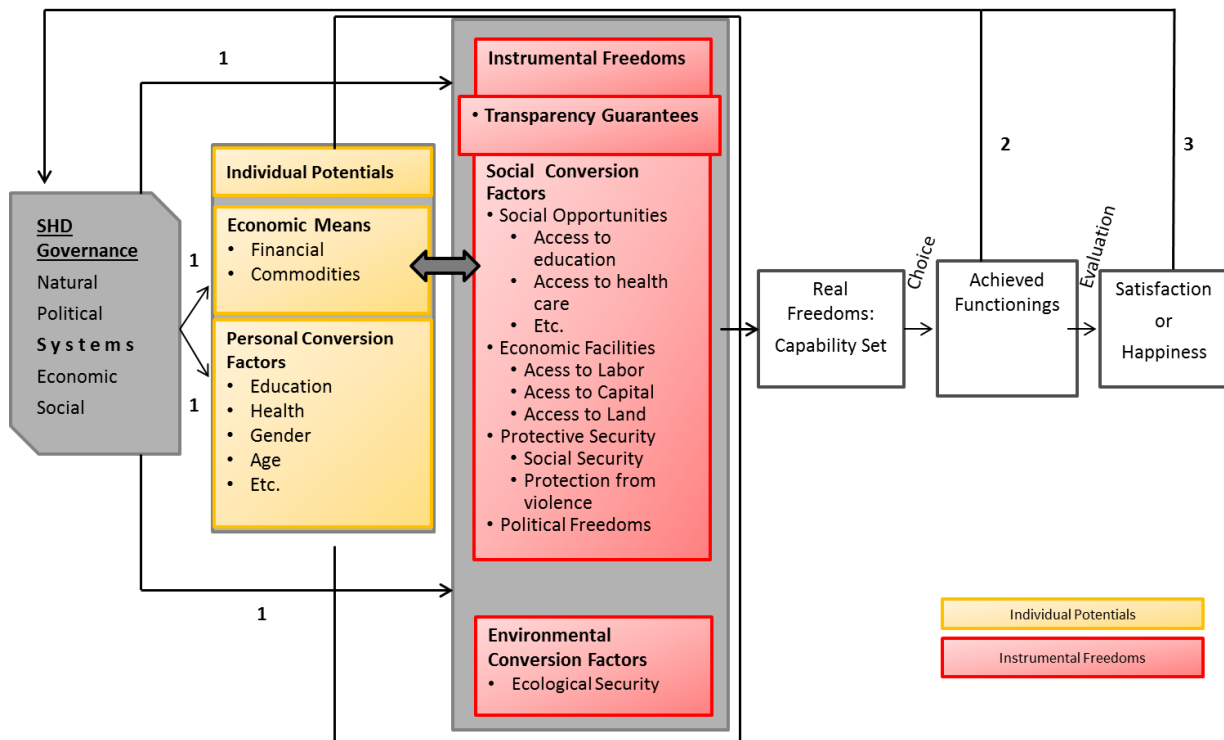 1
Instrumental Freedoms
• Transparency Guarantees
2
3
Individual Potentials
Social Conversion
Factors
• Social Opportunities
• Access to
education
• Access to health
care
• Etc.
• Economic Facilities
• Acess to Labor
• Acess to Capital
• Access to Land
• Protective Security
• Social Security
• Protection from
violence
• Political Freedoms
SHD
Governance
Natural
Political
Systems
Economic
Social
1
1
Economic Means
• Financial
• Commodities
Personal Conversion
Factors
• Education
• Health
• Gender
• Age
• Etc.
Real
Freedoms:
Capability Set
Choice
Achieved
Functionings
Evaluation
Satisfaction
or
Happiness
1
Environmental
Conversion Factors
• Ecological Security
Individual Potentials
Instrumental Freedoms